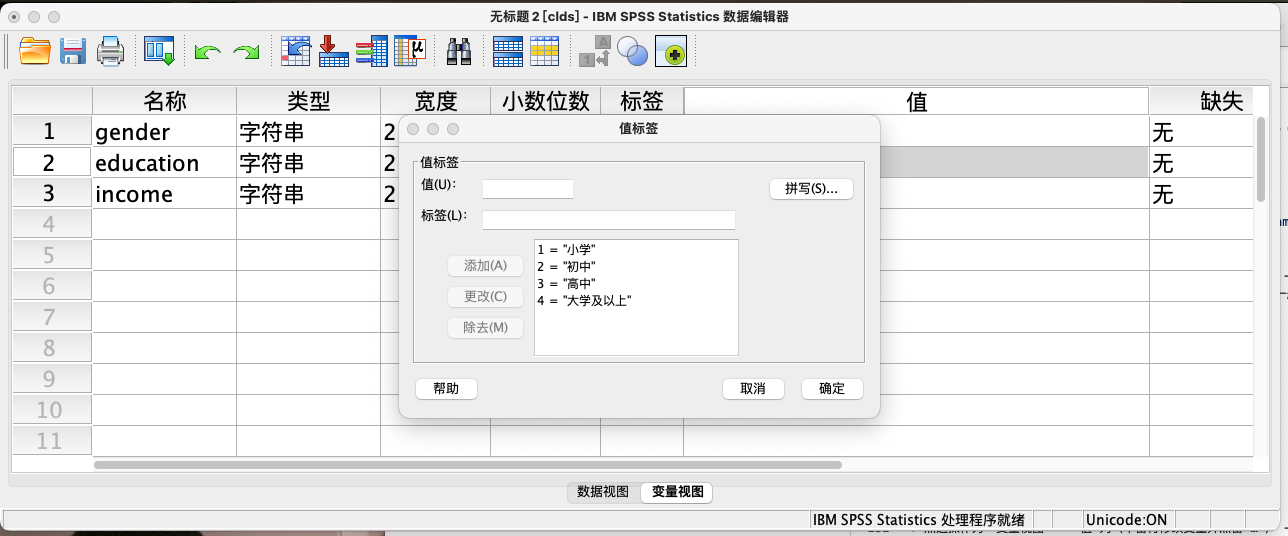 无标题 2 [clds] - IBM SPSS Statistics 数据编辑器
名称 类型 宽度 小数位数 标签 值 缺失
1 gender 字符串 2 无
2 education 字符串 2 无
3 income 字符串 2 无
4
5
6
7
8
9
10
11
值标签
值标签
值(U):
拼写(S)...
标签(L):
添加(A)
更改(C)
除去(M)
1 = "小学"
2 = "初中"
3 = "高中"
4 = "大学及以上"
帮助 取消 确定
数据视图 变量视图
IBM SPSS Statistics 处理程序就绪 Unicode:ON